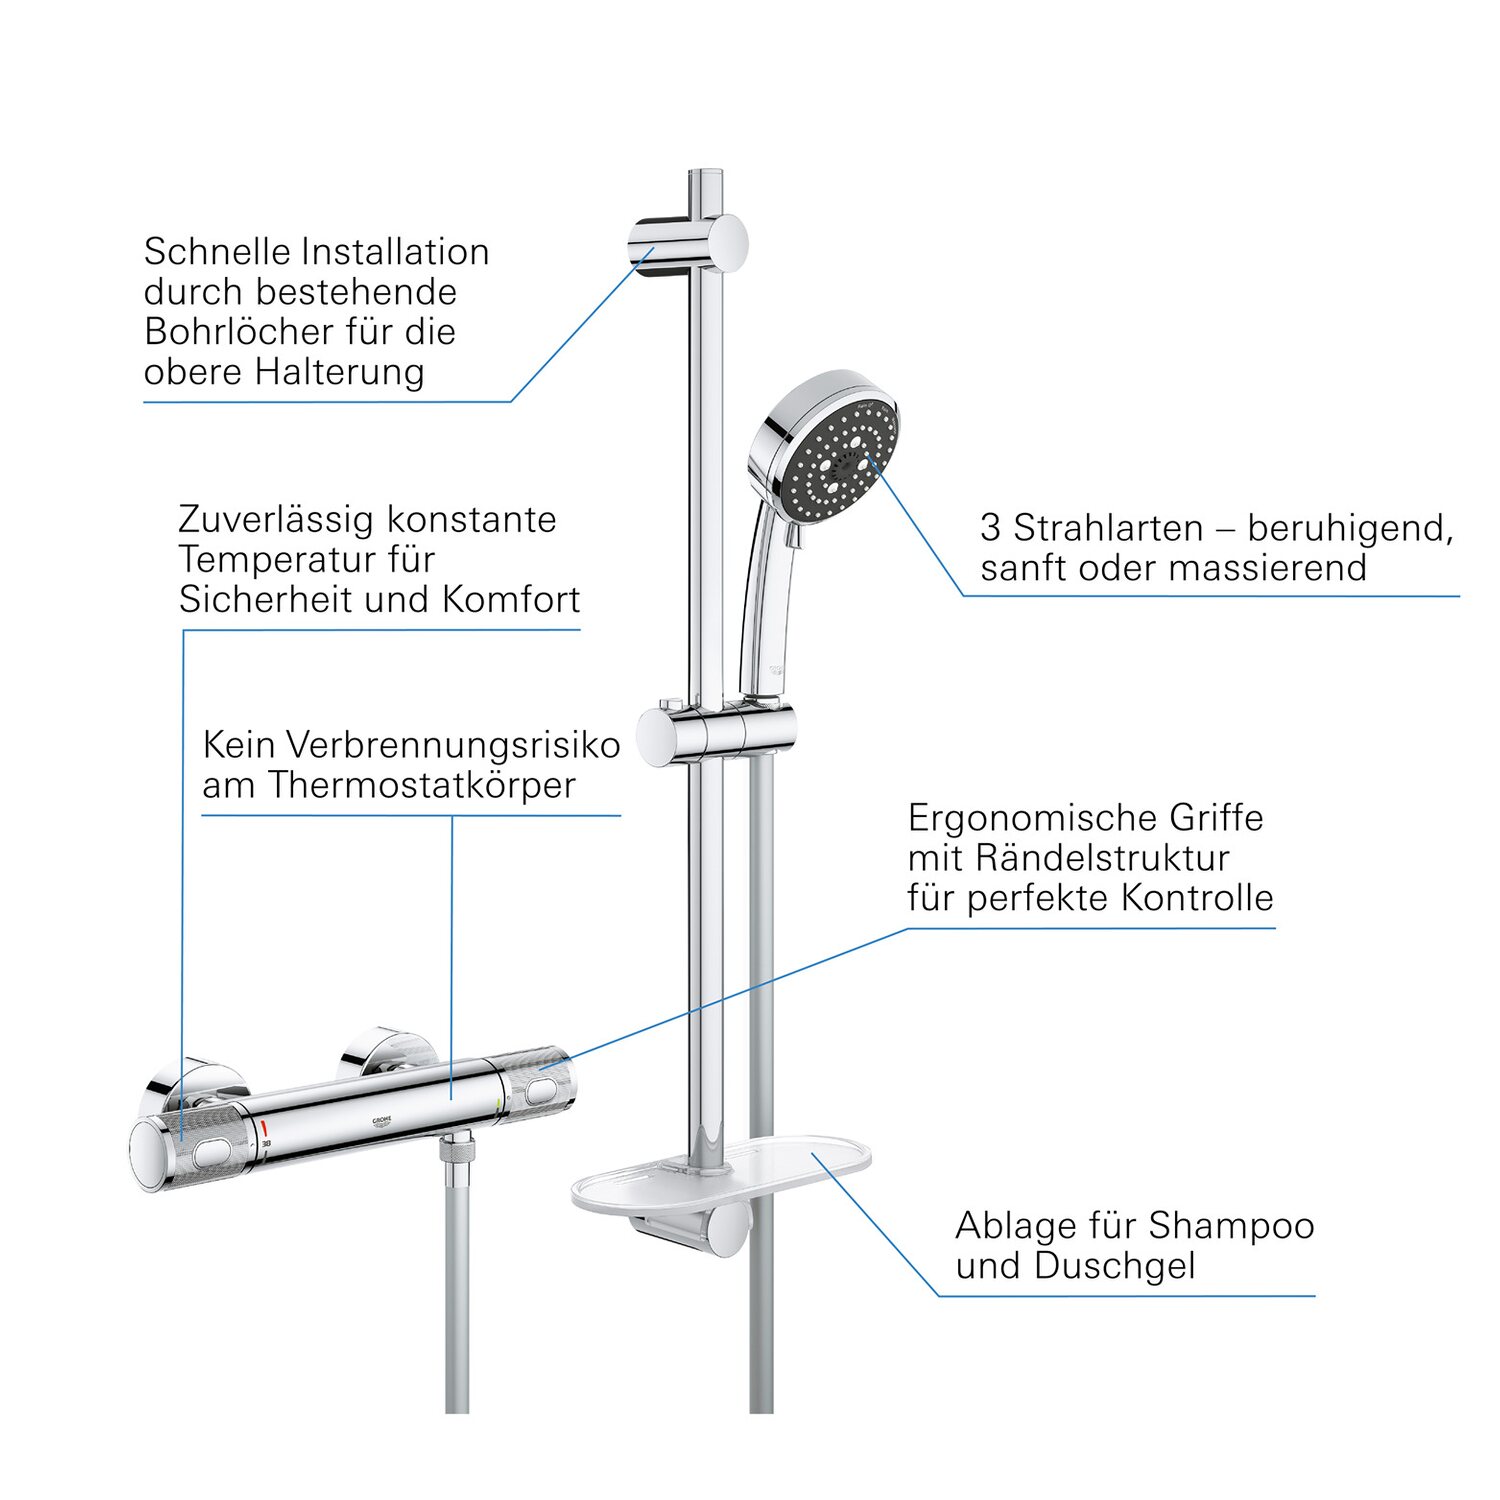 Schnelle Installation
durch bestehende
Bohrlöcher für die
obere Halterung
Zuverlässig konstante
Temperatur für
Sicherheit und Komfort
3 Strahlarten – beruhigend,
sanft oder massierend
Kein Verbrennungsrisiko
am Thermostatkörper
Ergonomische Griffe
mit Rändelstruktur
für perfekte Kontrolle
GROHE
38
Ablage für Shampoo
und Duschgel